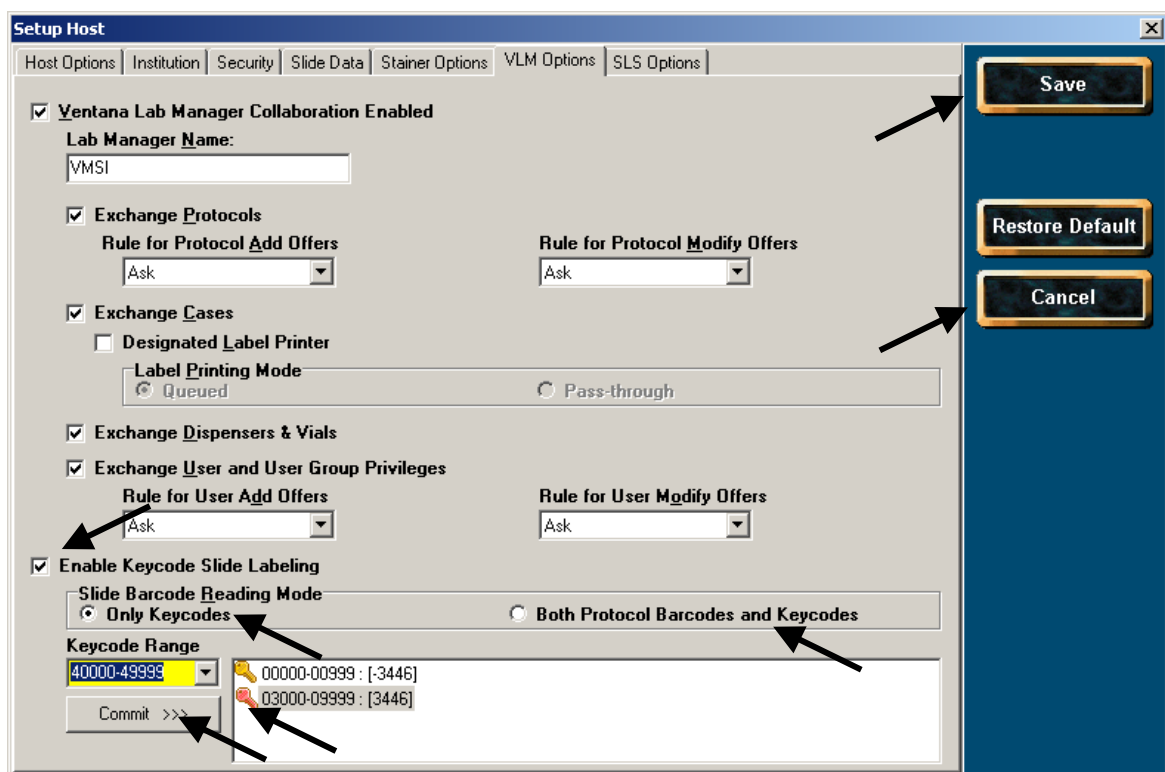 Setup Host
Host Options Institution Security Slide Data Stainer Options VLM Options SLS Options
Ventana Lab Manager Collaboration Enabled
Lab Manager Name:
VMSI
Exchange Protocols
Rule for Protocol Add Offers Rule for Protocol Modify Offers
Ask Ask
Exchange Cases
Designated Label Printer
Label Printing Mode
Queued Pass-through
Exchange Dispensers & Vials
Exchange User and User Group Privileges
Rule for User Add Offers Rule for User Modify Offers
Ask Ask
Enable Keycode Slide Labeling
Slide Barcode Reading Mode
Only Keycodes Both Protocol Barcodes and Keycodes
Keycode Range
40000-49999
Commit >>>
00000-00999 : [-3446]
03000-09999 : [3446]
Save
Restore Default
Cancel